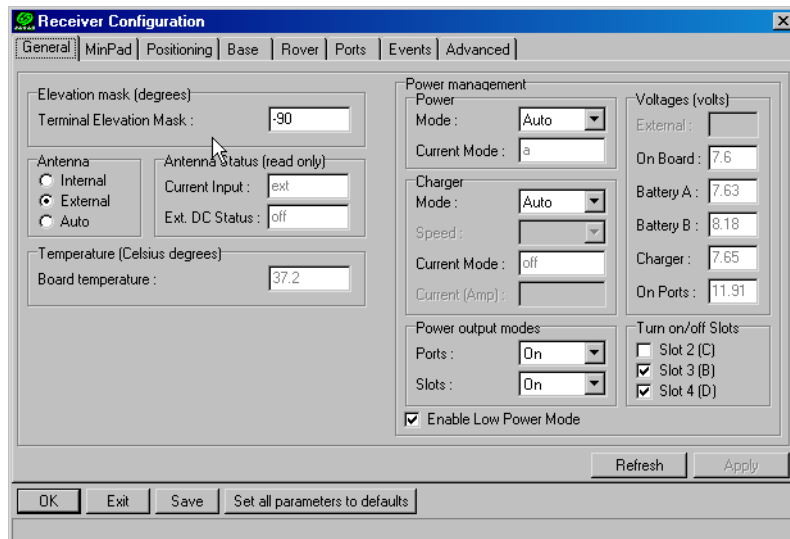 Receiver Configuration
General MinPad Positioning Base Rover Ports Events Advanced
Elevation mask (degrees)
Terminal Elevation Mask : -90
Antenna
Internal
External
Auto
Antenna Status (read only)
Current Input : ext
Ext. DC Status : off
Temperature (Celsius degrees)
Board temperature : 37.2
Power management
Power
Mode : Auto
Current Mode : a
Charger
Mode : Auto
Speed :
Current Mode : off
Current (Amp) :
Power output modes
Ports : On
Slots : On
Enable Low Power Mode
Voltages (volts)
External :
On Board : 7.6
Battery A : 7.63
Battery B : 8.18
Charger : 7.65
On Ports : 11.91
Turn on/off Slots
Slot 2 (C)
Slot 3 (B)
Slot 4 (D)
Refresh Apply
OK Exit Save Set all parameters to defaults